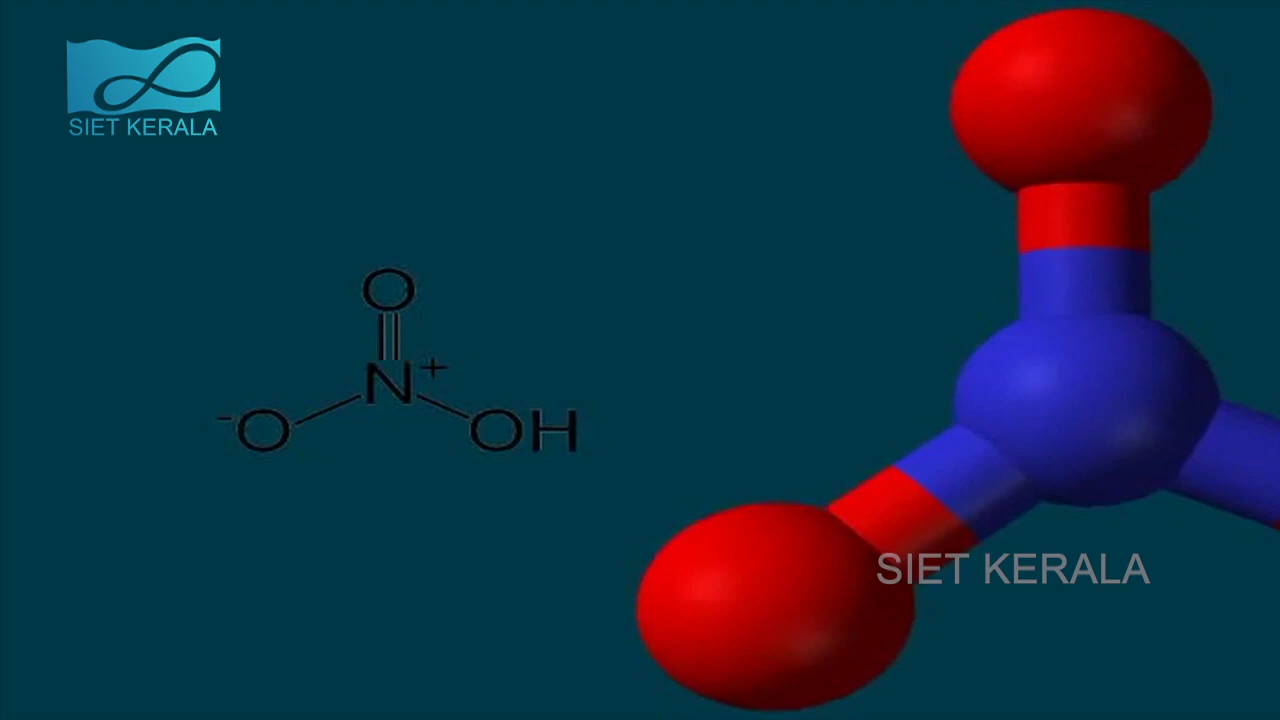 SIET KERALA
O
N+
-O
OH
SIET KERALA